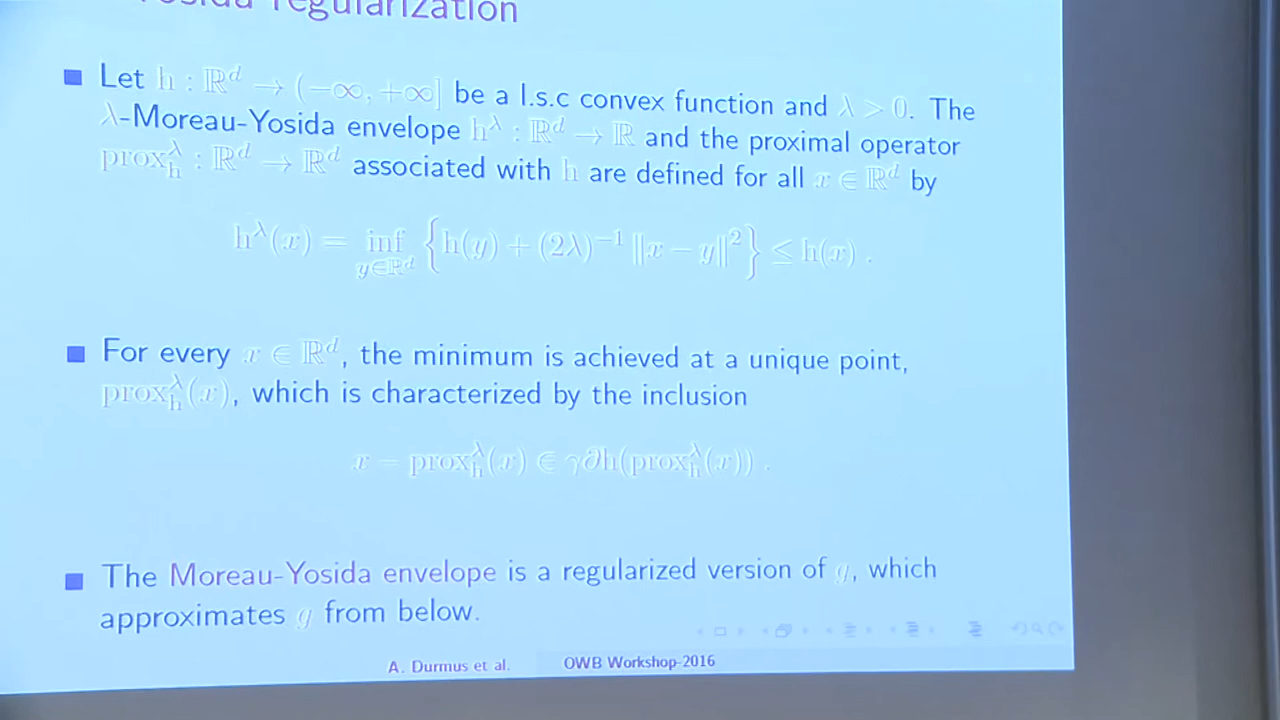 regularization
Let h : ℝ^d → (−∞, +∞] be a l.s.c convex function and λ > 0. The
λ-Moreau-Yosida envelope h^λ : ℝ^d → ℝ and the proximal operator
prox_h^λ : ℝ^d → ℝ^d associated with h are defined for all x ∈ ℝ^d by
h^λ(x) = inf_{y∈ℝ^d} {h(y) + (2λ)^{−1} ‖x − y‖^2} ≤ h(x) .
For every x ∈ ℝ^d, the minimum is achieved at a unique point,
prox_h^λ(x), which is characterized by the inclusion
x − prox_h^λ(x) ∈ γ∂h(prox_h^λ(x)) .
The Moreau-Yosida envelope is a regularized version of g, which
approximates g from below.
A. Durmus et al. OWB Workshop-2016